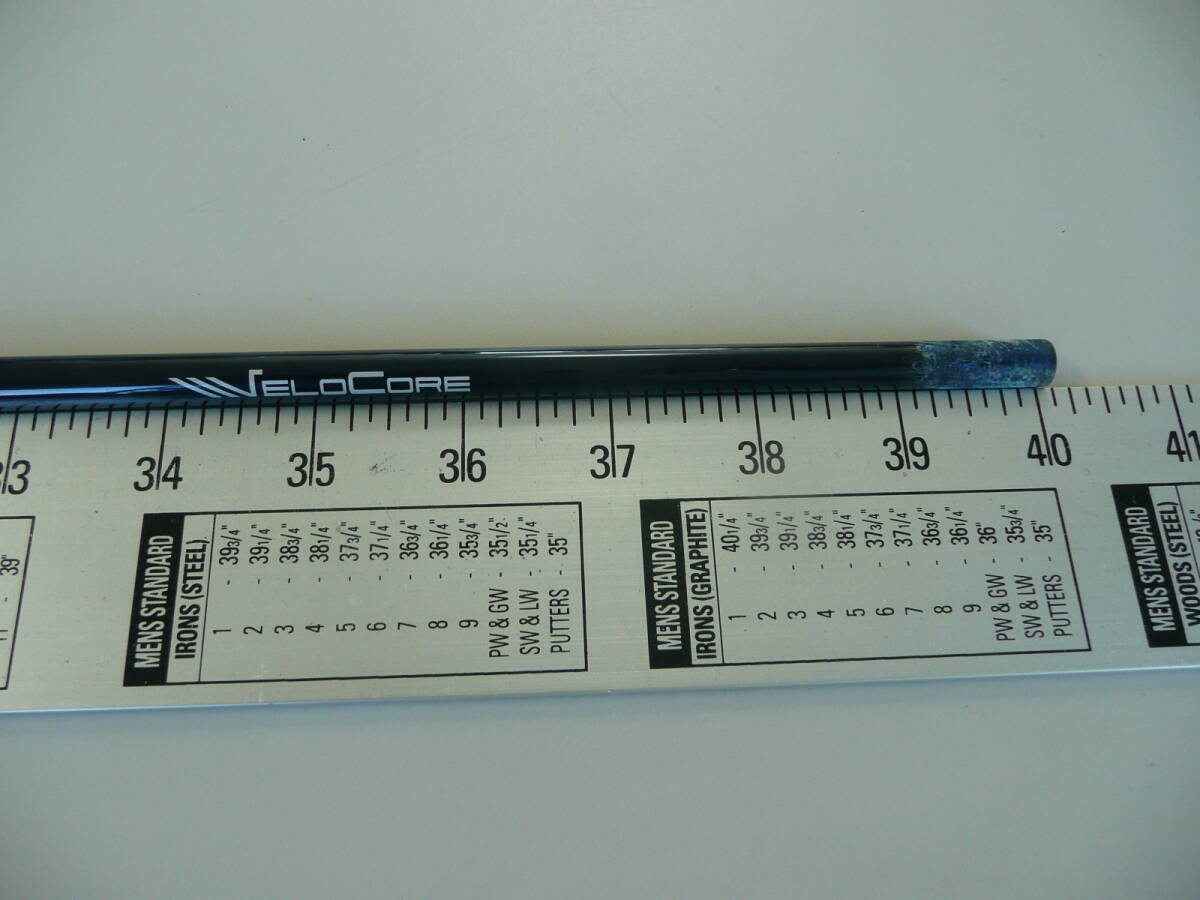 VELOCORE
33 34 35 36 37 38 39 40 41
39"
MENS STANDARD
IRONS (STEEL)
1 - 39 3/4"
2 - 39 1/4"
3 - 38 3/4"
4 - 38 1/4"
5 - 37 3/4"
6 - 37 1/4"
7 - 36 3/4"
8 - 36 1/4"
9 - 35 3/4"
PW & GW - 35 1/2"
SW & LW - 35 1/4"
PUTTERS - 35"
MENS STANDARD
IRONS (GRAPHITE)
1 - 40 1/4"
2 - 39 3/4"
3 - 39 1/4"
4 - 38 3/4"
5 - 38 1/4"
6 - 37 3/4"
7 - 37 1/4"
8 - 36 3/4"
9 - 36 1/4"
PW & GW - 36"
SW & LW - 35 3/4"
PUTTERS - 35"
MENS STANDARD
WOODS (STEEL)